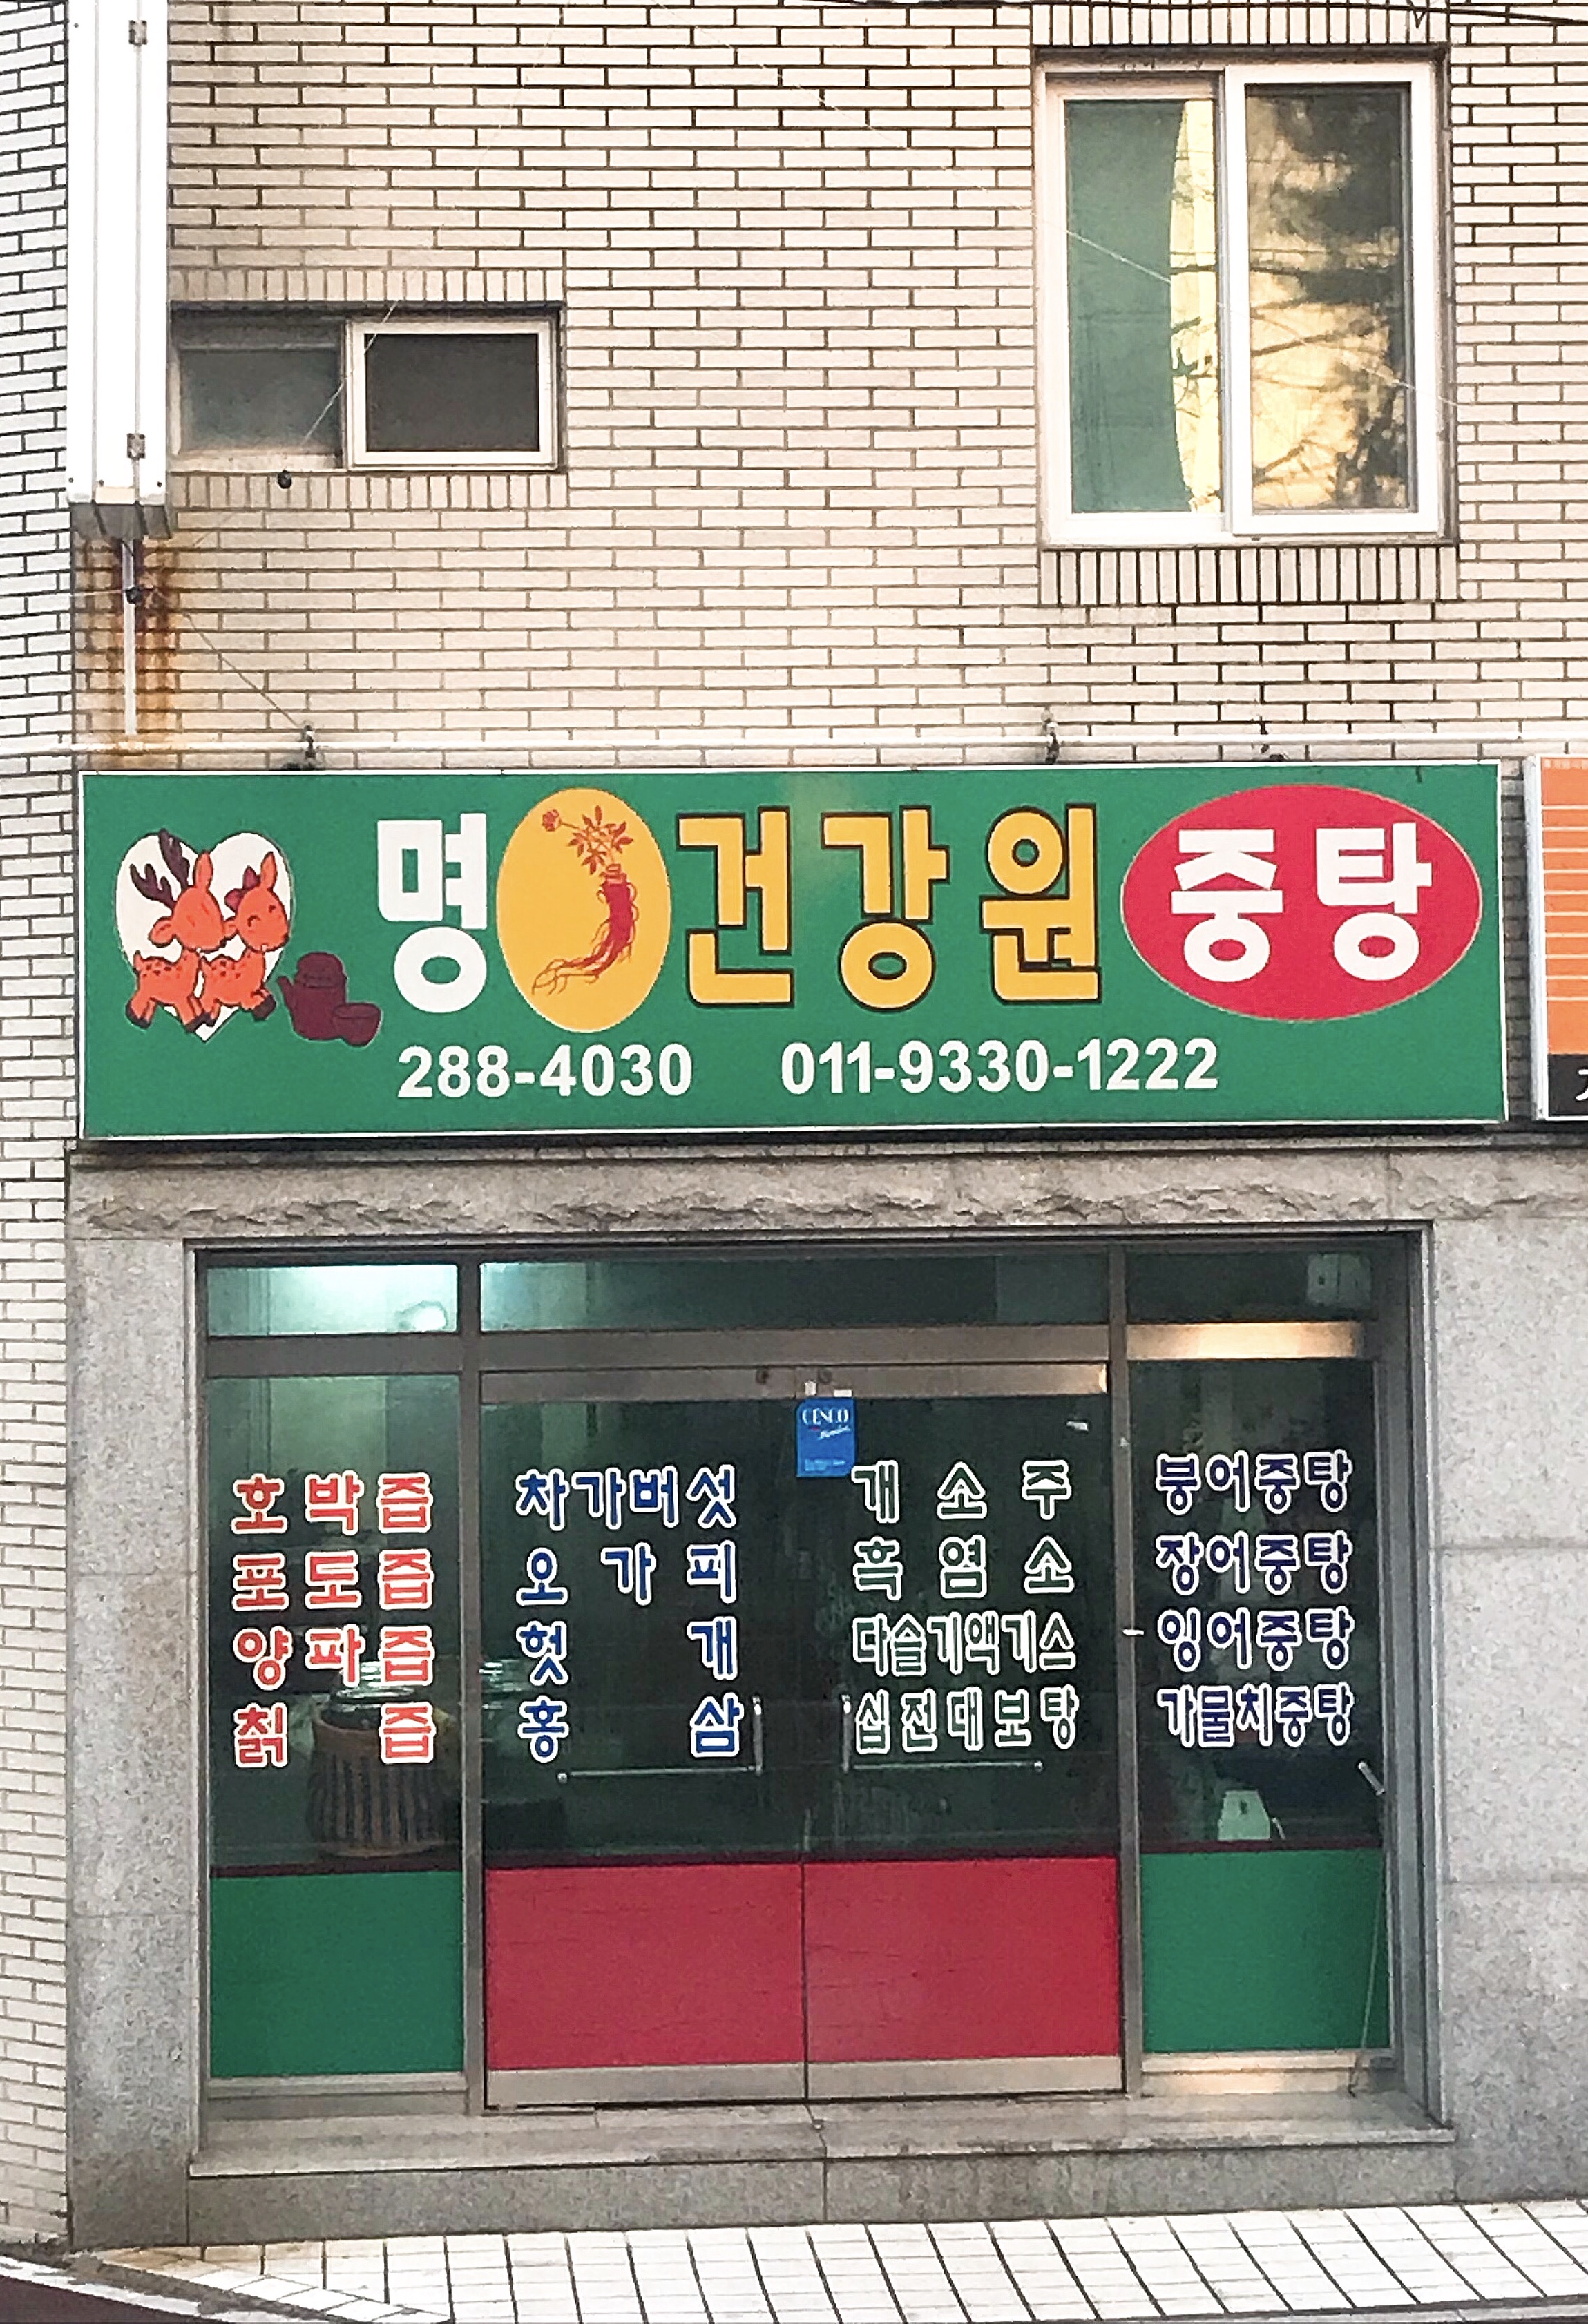 명 건강원 중탕
288-4030 011-9330-1222
CESCO
호박즙
포도즙
양파즙
칡즙
차가버섯
오가피
헛개
홍삼
개소주
흑염소
다슬기액기스
십전대보탕
붕어중탕
장어중탕
잉어중탕
가물치중탕